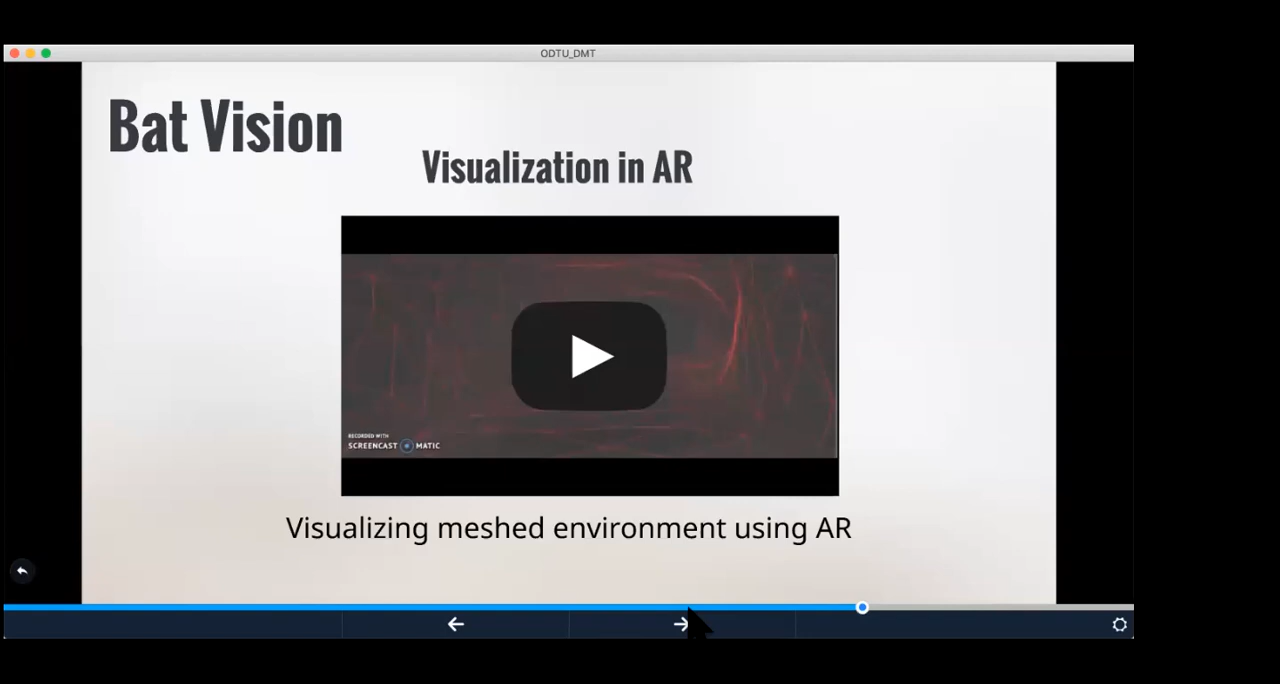 ODTU_DMT
Bat Vision
Visualization in AR
RECORDED WITH
SCREENCAST MATIC
Visualizing meshed environment using AR